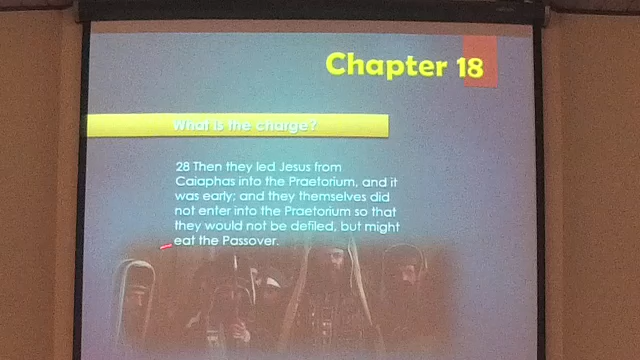 Chapter 18
What is the charge?
28 Then they led Jesus from
Caiaphas into the Praetorium, and it
was early; and they themselves did
not enter into the Praetorium so that
they would not be defiled, but might
eat the Passover.